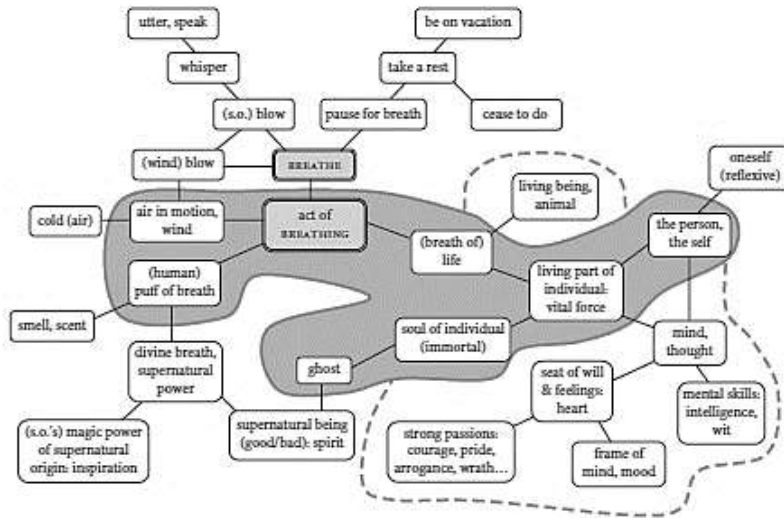 utter, speak
be on vacation
whisper
take a rest
(s.o.) blow
pause for breath
cease to do
(wind) blow
BREATHE
oneself
(reflexive)
living being,
animal
cold (air)
air in motion,
wind
act of
BREATHING
the person,
the self
(breath of)
life
(human)
puff of breath
living part of
individual:
vital force
smell, scent
soul of individual
(immortal)
mind,
thought
divine breath,
supernatural
power
ghost
seat of will
& feelings:
heart
mental skills:
intelligence,
wit
(s.o.'s) magic power
of supernatural
origin: inspiration
supernatural being
(good/bad): spirit
strong passions:
courage, pride,
arrogance, wrath...
frame of
mind, mood